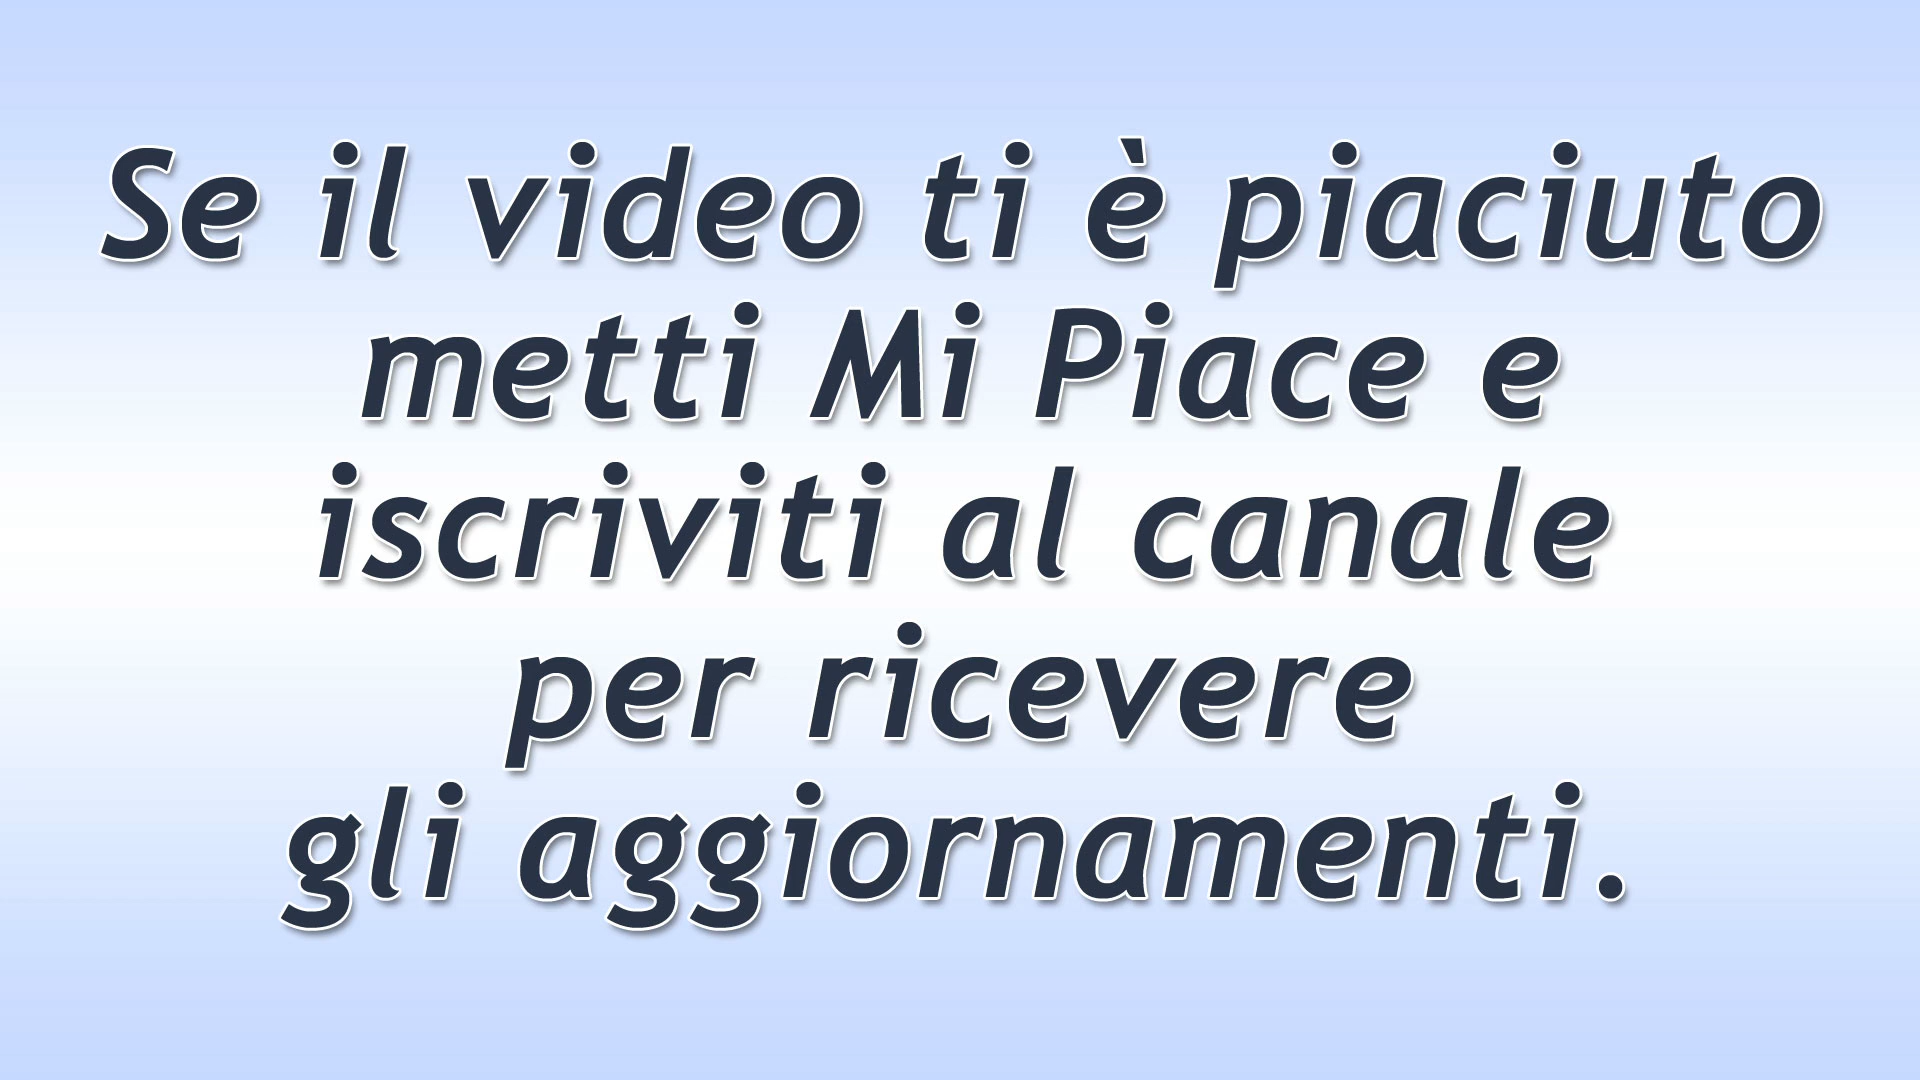 Se il video ti è piaciuto
metti Mi Piace e
iscriviti al canale
per ricevere
gli aggiornamenti.